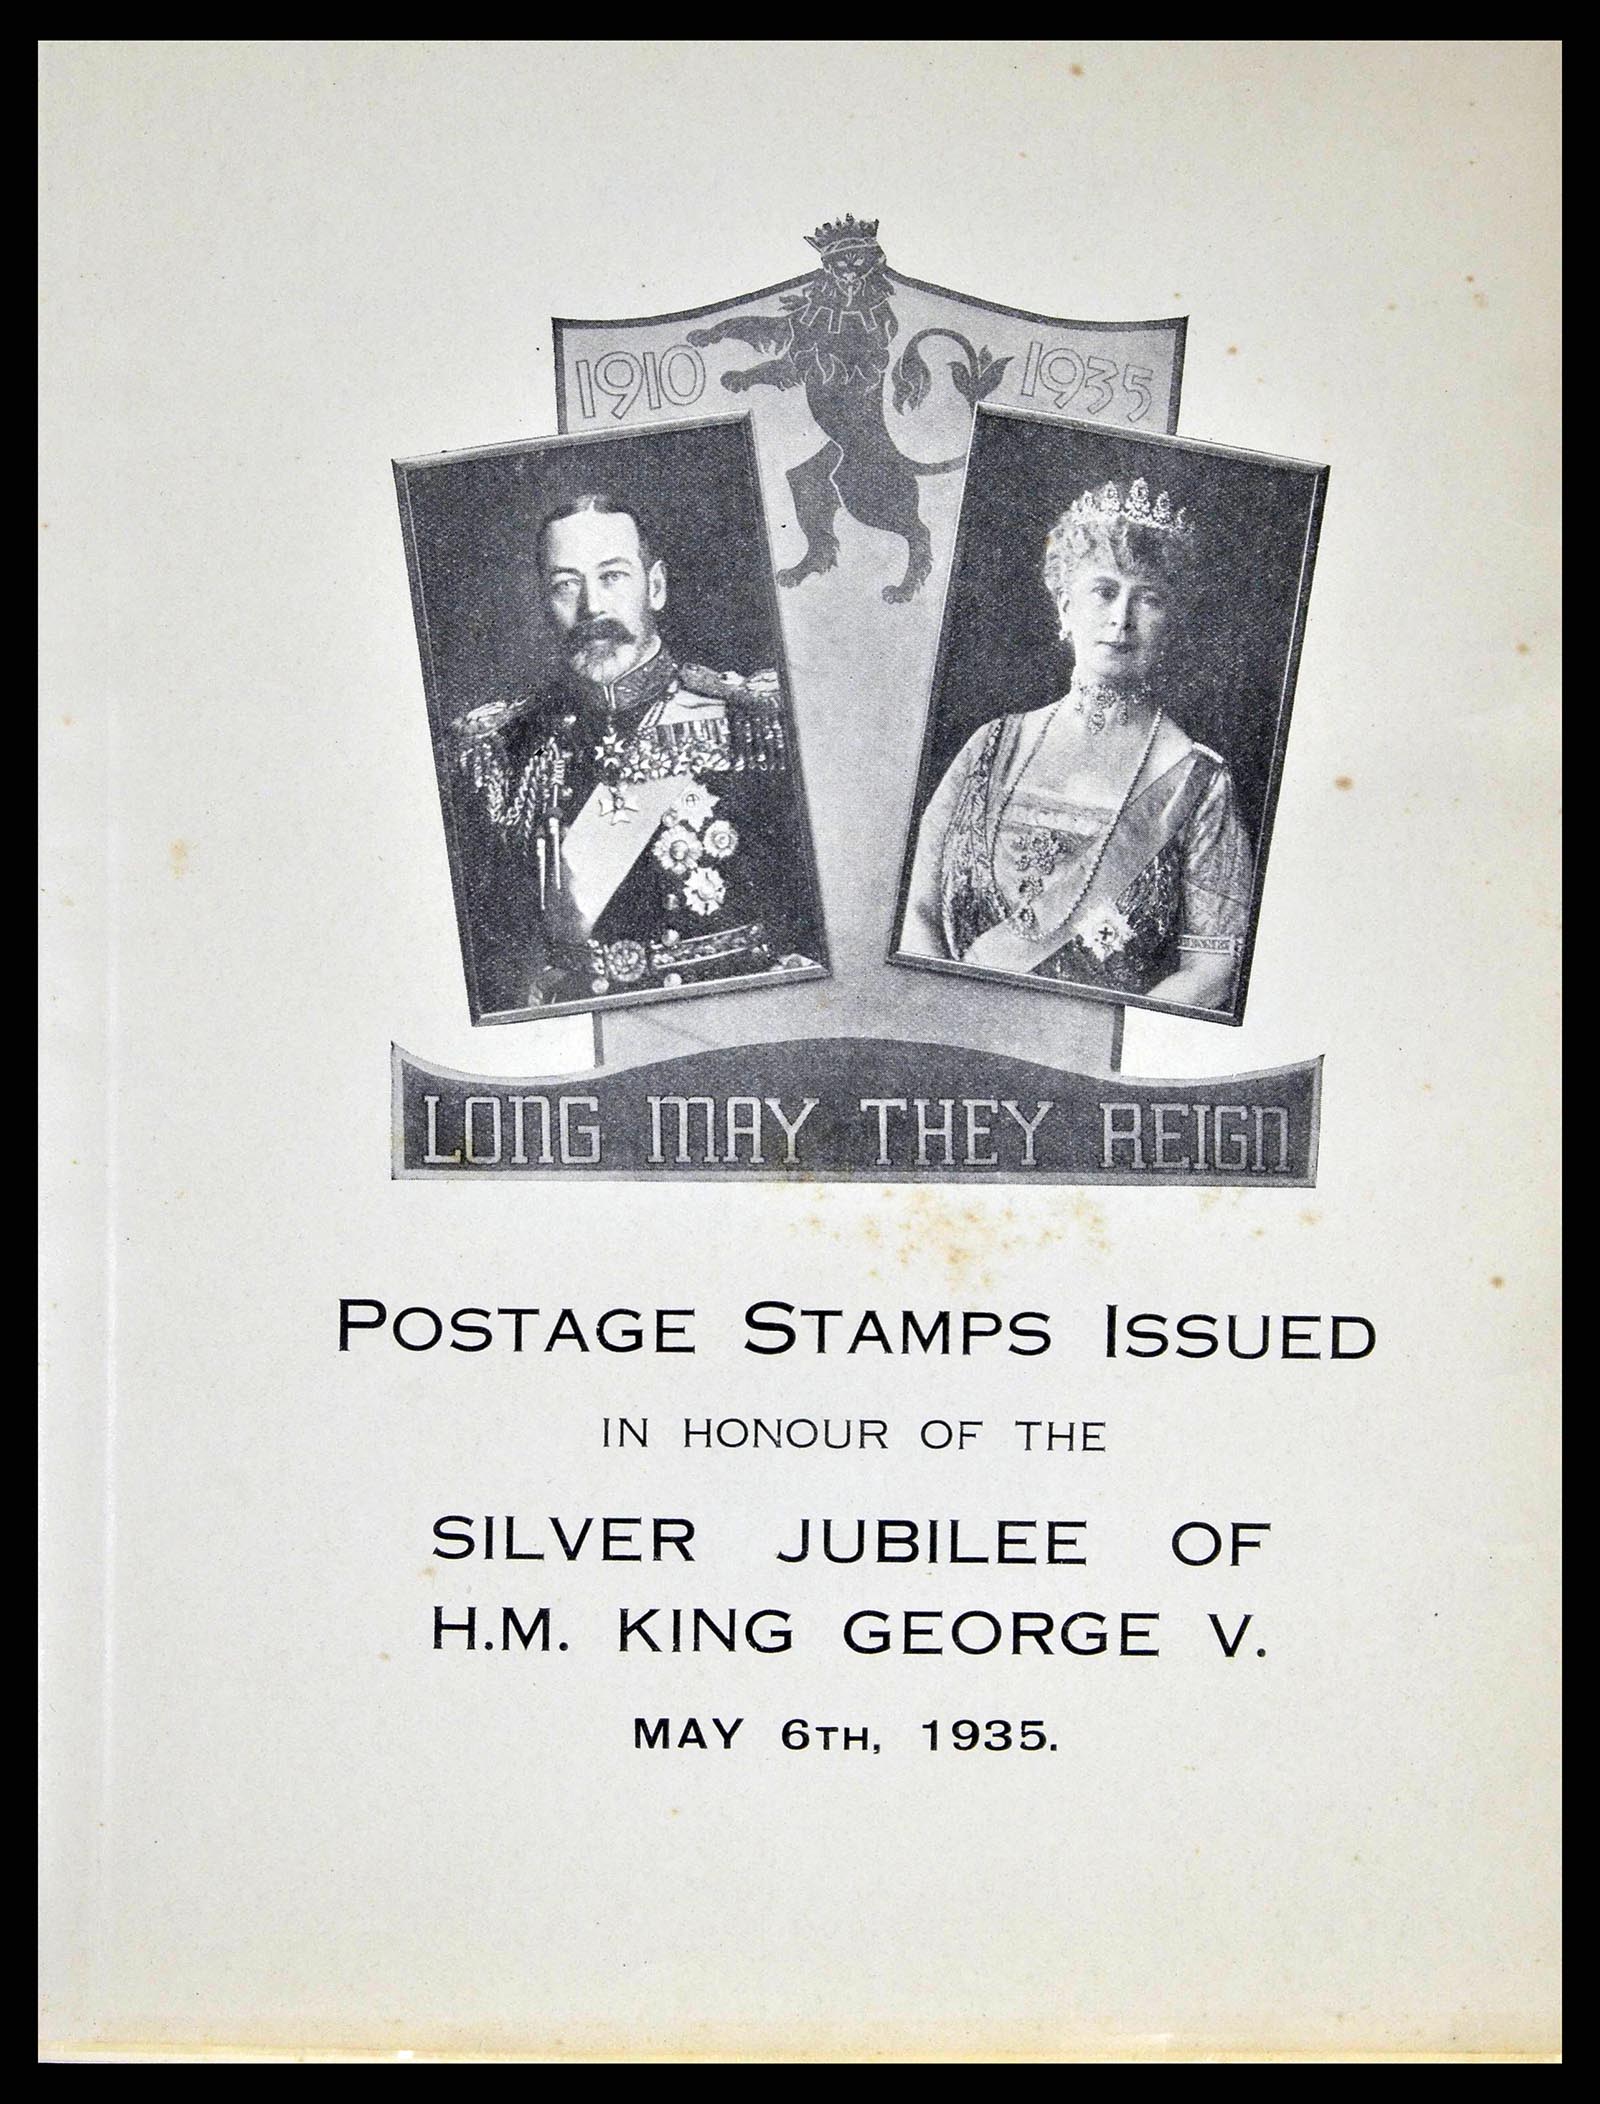 1910 1935
LONG MAY THEY REIGN
POSTAGE STAMPS ISSUED
IN HONOUR OF THE
SILVER JUBILEE OF
H.M. KING GEORGE V.
MAY 6TH, 1935.